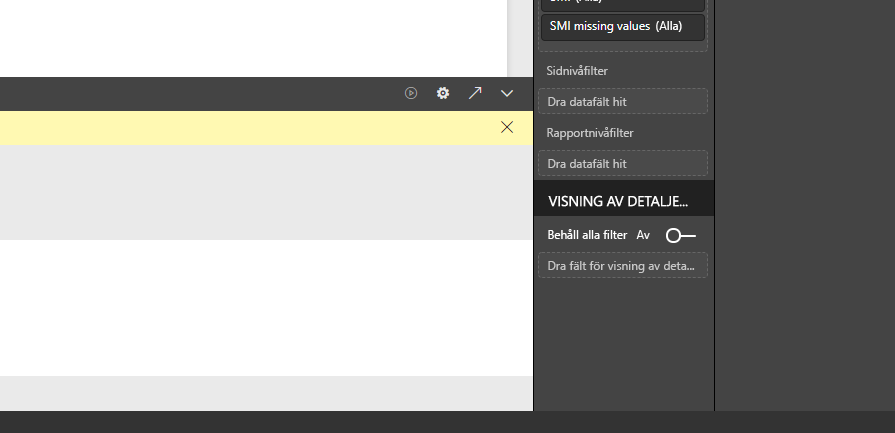 SMI missing values (Alla)
Sidnivåfilter
Dra datafält hit
Rapportnivåfilter
Dra datafält hit
VISNING AV DETALJE...
Behåll alla filter Av
Dra fält för visning av deta...